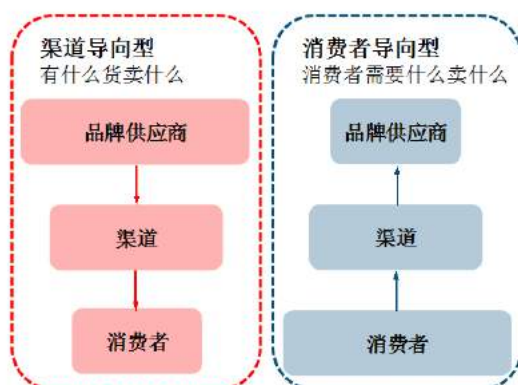 渠道导向型
有什么货卖什么
品牌供应商
渠道
消费者
消费者导向型
消费者需要什么卖什么
品牌供应商
渠道
消费者